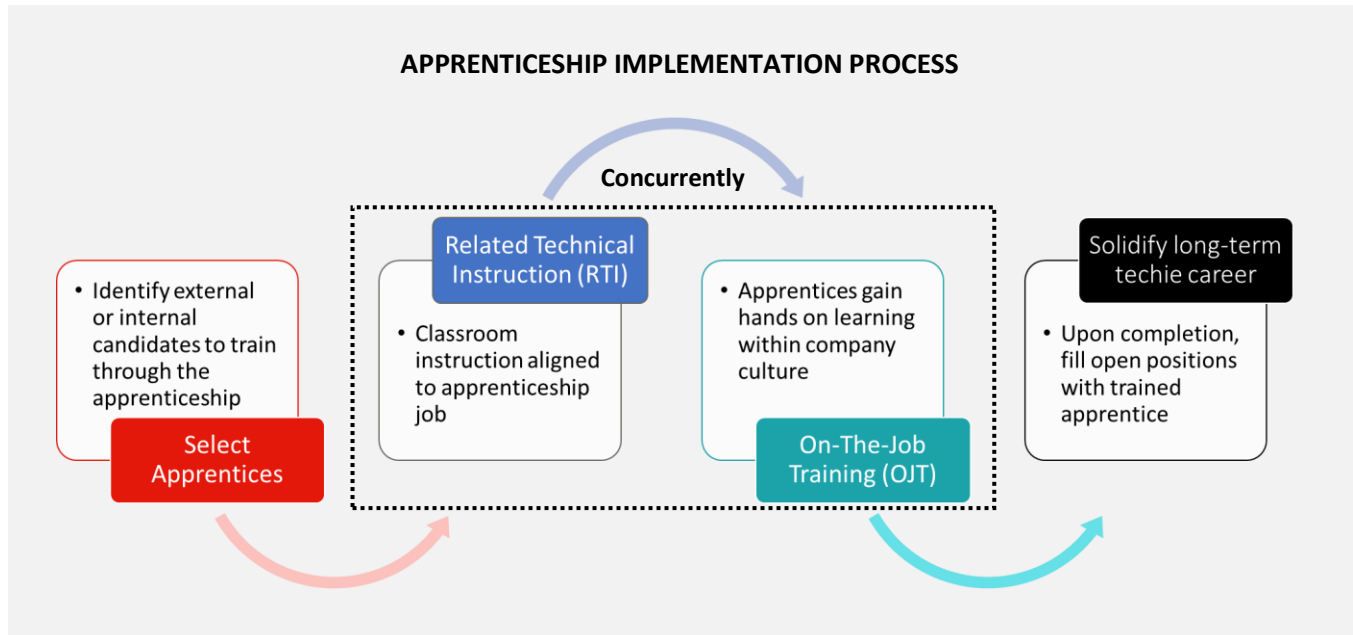 APPRENTICESHIP IMPLEMENTATION PROCESS
Concurrently
• Identify external
or internal
candidates to train
through the
apprenticeship
Select
Apprentices
Related Technical
Instruction (RTI)
• Classroom
instruction aligned
to apprenticeship
job
• Apprentices gain
hands on learning
within company
culture
On-The-Job
Training (OJT)
Solidify long-term
techie career
• Upon completion,
fill open positions
with trained
apprentice